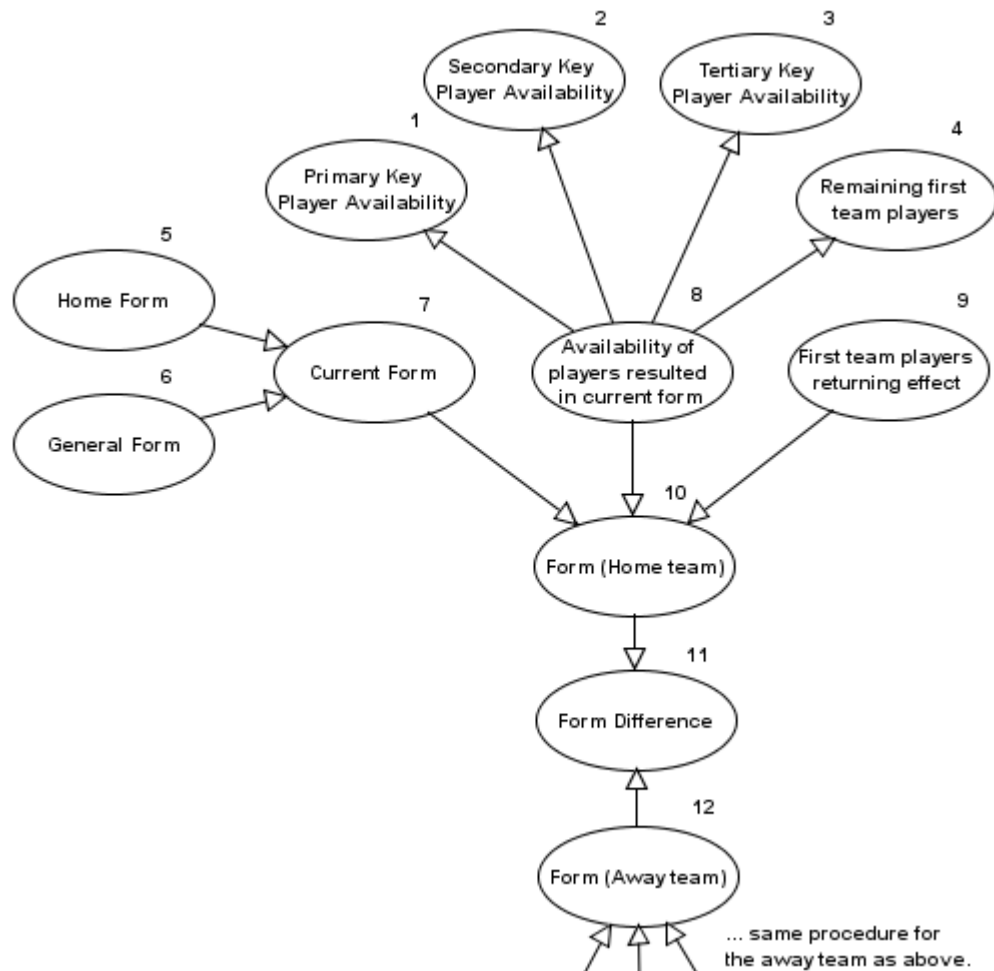 2
Secondary Key
Player Availability
3
Tertiary Key
Player Availability
1
Primary Key
Player Availability
4
Remaining first
team players
5
Home Form
6
General Form
7
Current Form
8
Availability of
players resulted
in current form
9
First team players
returning effect
10
Form (Home team)
11
Form Difference
12
Form (Away team)
... same procedure for
the away team as above.